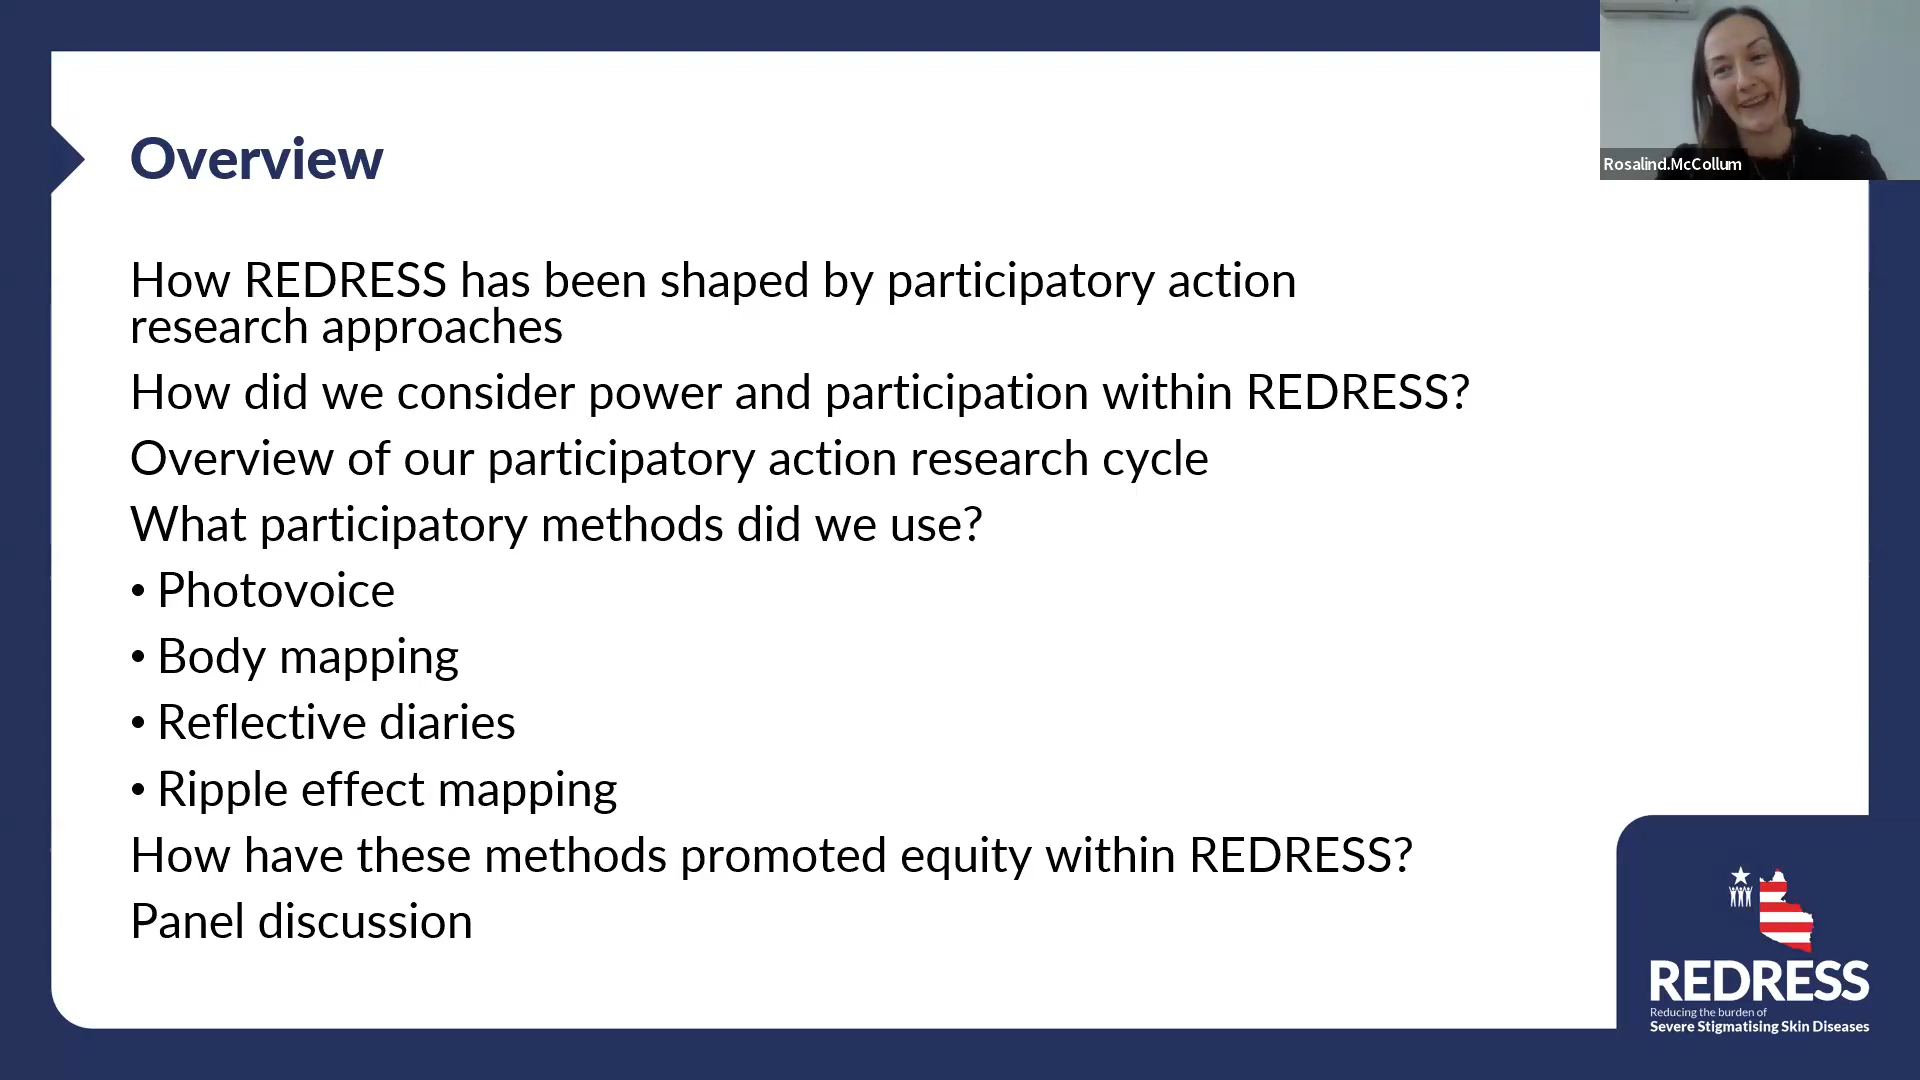 Rosalind.McCollum
Overview
How REDRESS has been shaped by participatory action
research approaches
How did we consider power and participation within REDRESS?
Overview of our participatory action research cycle
What participatory methods did we use?
• Photovoice
• Body mapping
• Reflective diaries
• Ripple effect mapping
How have these methods promoted equity within REDRESS?
Panel discussion
REDRESS
Reducing the burden of
Severe Stigmatising Skin Diseases